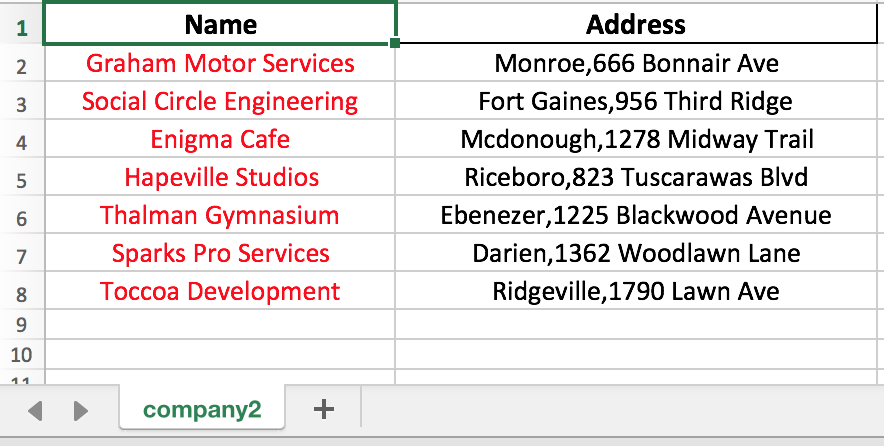 1 Name Address
2 Graham Motor Services Monroe,666 Bonnair Ave
3 Social Circle Engineering Fort Gaines,956 Third Ridge
4 Enigma Cafe Mcdonough,1278 Midway Trail
5 Hapeville Studios Riceboro,823 Tuscarawas Blvd
6 Thalman Gymnasium Ebenezer,1225 Blackwood Avenue
7 Sparks Pro Services Darien,1362 Woodlawn Lane
8 Toccoa Development Ridgeville,1790 Lawn Ave
9
10
11
company2 +